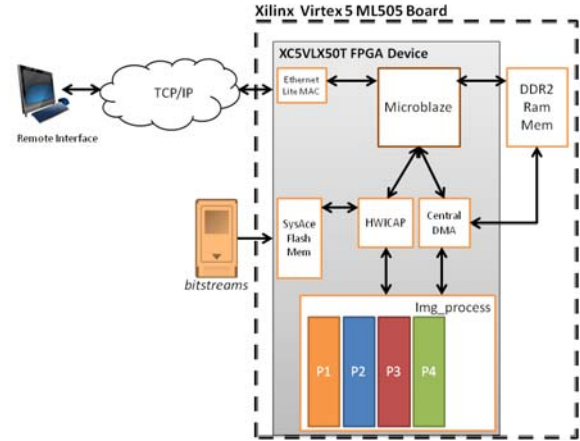 Xilinx Virtex 5 ML505 Board
XC5VLX50T FPGA Device
Ethernet
Lite MAC
Microblaze
DDR2
Ram
Mem
TCP/IP
Remote Interface
SysAce
Flash
Mem
HWICAP
Central
DMA
bitstreams
Img_process
P1
P2
P3
P4